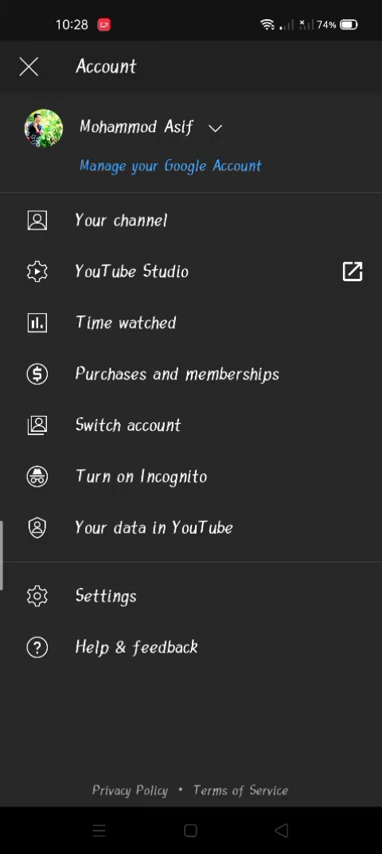 10:28
74%
Account
Mohammod Asif
Manage your Google Account
Your channel
YouTube Studio
Time watched
Purchases and memberships
Switch account
Turn on Incognito
Your data in YouTube
Settings
Help & feedback
Privacy Policy • Terms of Service